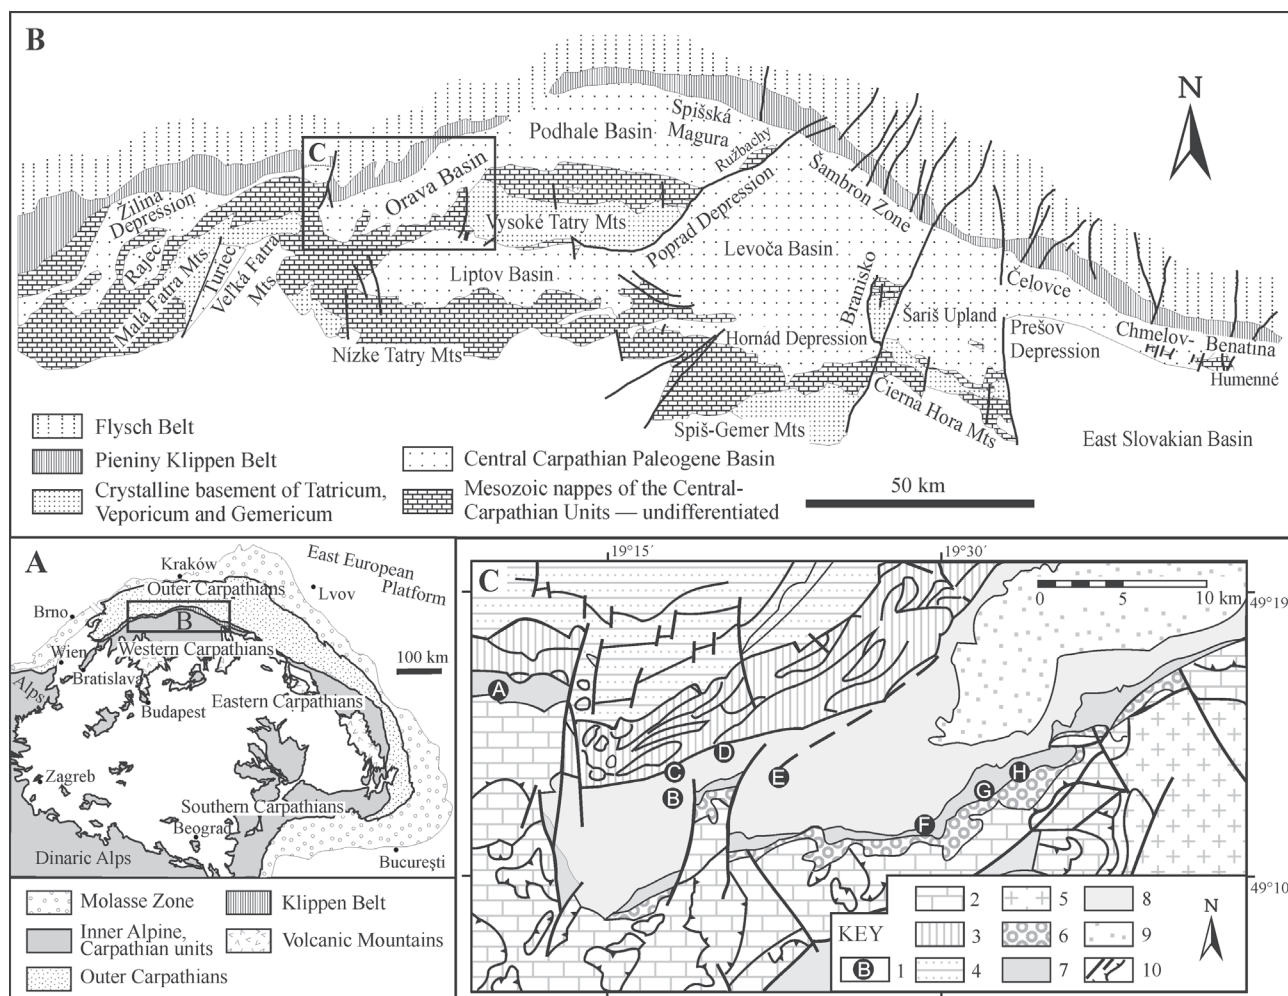 B
N
Spišská
Magura
Podhale Basin
Ružbachy
C
Šambron Zone
Orava Basin
Žilina
Depression
Vysoké Tatry Mts
Poprad Depression
Levoča Basin
Rajec
Malá Fatra Mts
Turiec
Veľká Fatra
Mts
Liptov Basin
Branisko
Čelovce
Šariš Upland
Prešov
Depression
Chmelov-
Benatina
Humenné
Hornád Depression
Nízke Tatry Mts
Čierna Hora Mts
Spiš-Gemer Mts
East Slovakian Basin
Flysch Belt
Pieniny Klippen Belt
Crystalline basement of Tatricum,
Veporicum and Gemericum
Central Carpathian Paleogene Basin
Mesozoic nappes of the Central-
Carpathian Units — undifferentiated
50 km
A
Kraków
East European
Platform
Outer Carpathians
Lvov
Brno
B
Wien
Western Carpathians
100 km
Bratislava
Alps
Budapest
Eastern Carpathians
Zagreb
Southern Carpathians
Beograd
Dinaric Alps
Bucureşti
Molasse Zone
Klippen Belt
Inner Alpine,
Carpathian units
Volcanic Mountains
Outer Carpathians
C
19°15´
19°30´
0 5 10 km
49°19
A
D
C
B
E
H
G
F
49°10
KEY
B 1
2
3
4
5
6
7
8
9
10
N